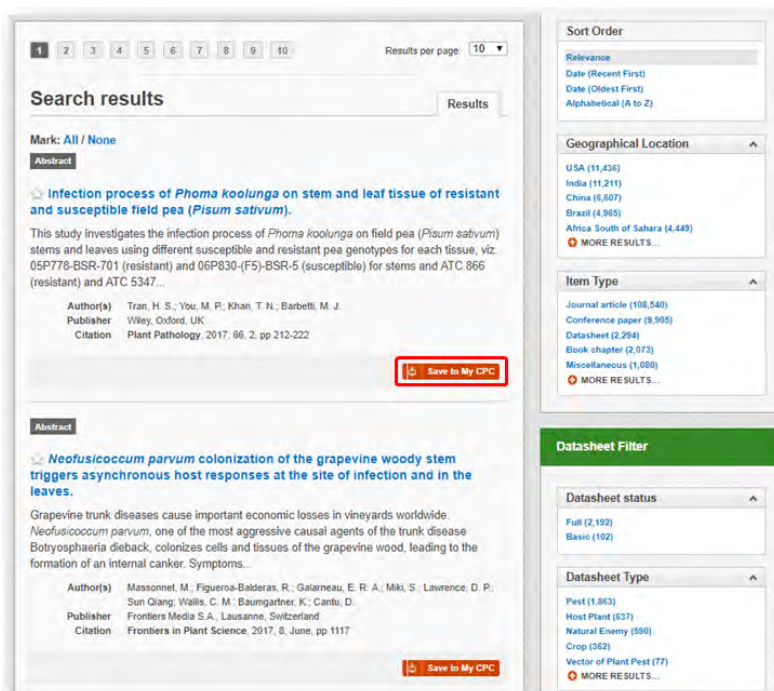 1 2 3 4 5 6 7 8 9 10
Results per page: 10
Search results
Results
Mark: All / None
Abstract
Infection process of Phoma koolunga on stem and leaf tissue of resistant
and susceptible field pea (Pisum sativum).
This study investigates the infection process of Phoma koolunga on field pea (Pisum sativum)
stems and leaves using different susceptible and resistant pea genotypes for each tissue, viz.
05P778-BSR-701 (resistant) and 06P830-(F5)-BSR-5 (susceptible) for stems and ATC 866
(resistant) and ATC 5347...
Author(s) Tran, H. S.; You, M. P.; Khan, T. N.; Barbetti, M. J.
Publisher Wiley, Oxford, UK
Citation Plant Pathology, 2017, 66, 2, pp 212-222
Save to My CPC
Abstract
Neofusicoccum parvum colonization of the grapevine woody stem
triggers asynchronous host responses at the site of infection and in the
leaves.
Grapevine trunk diseases cause important economic losses in vineyards worldwide.
Neofusicoccum parvum, one of the most aggressive causal agents of the trunk disease
Botryosphaeria dieback, colonizes cells and tissues of the grapevine wood, leading to the
formation of an internal canker. Symptoms...
Author(s) Massonnet, M.; Figueroa-Balderas, R.; Galarneau, E. R. A.; Miki, S.; Lawrence, D. P.;
Sun Qiang; Wallis, C. M.; Baumgartner, K.; Cantu, D.
Publisher Frontiers Media S.A., Lausanne, Switzerland
Citation Frontiers in Plant Science, 2017, 8, June, pp 1117
Save to My CPC
Sort Order
Relevance
Date (Recent First)
Date (Oldest First)
Alphabetical (A to Z)
Geographical Location
USA (11,436)
India (11,211)
China (6,607)
Brazil (4,965)
Africa South of Sahara (4,449)
MORE RESULTS...
Item Type
Journal article (108,540)
Conference paper (9,905)
Datasheet (2,294)
Book chapter (2,073)
Miscellaneous (1,080)
MORE RESULTS...
Datasheet Filter
Datasheet status
Full (2,192)
Basic (102)
Datasheet Type
Pest (1,863)
Host Plant (637)
Natural Enemy (590)
Crop (362)
Vector of Plant Pest (77)
MORE RESULTS...